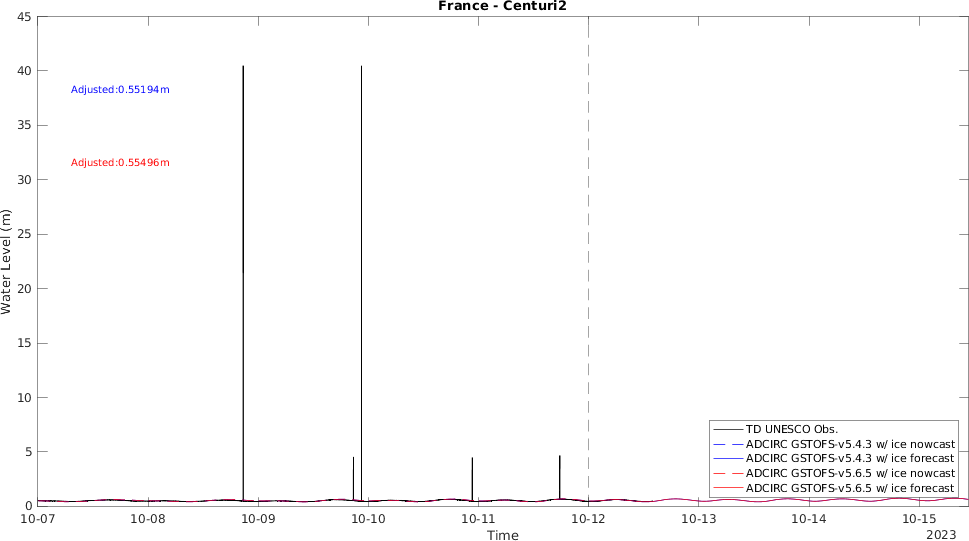 France - Centuri2
45
40
35
30
25
20
15
10
5
0
Water Level (m)
Adjusted:0.55194m
Adjusted:0.55496m
TD UNESCO Obs.
ADCIRC GSTOFS-v5.4.3 w/ ice nowcast
ADCIRC GSTOFS-v5.4.3 w/ ice forecast
ADCIRC GSTOFS-v5.6.5 w/ ice nowcast
ADCIRC GSTOFS-v5.6.5 w/ ice forecast
10-07 10-08 10-09 10-10 10-11 10-12 10-13 10-14 10-15
Time
2023